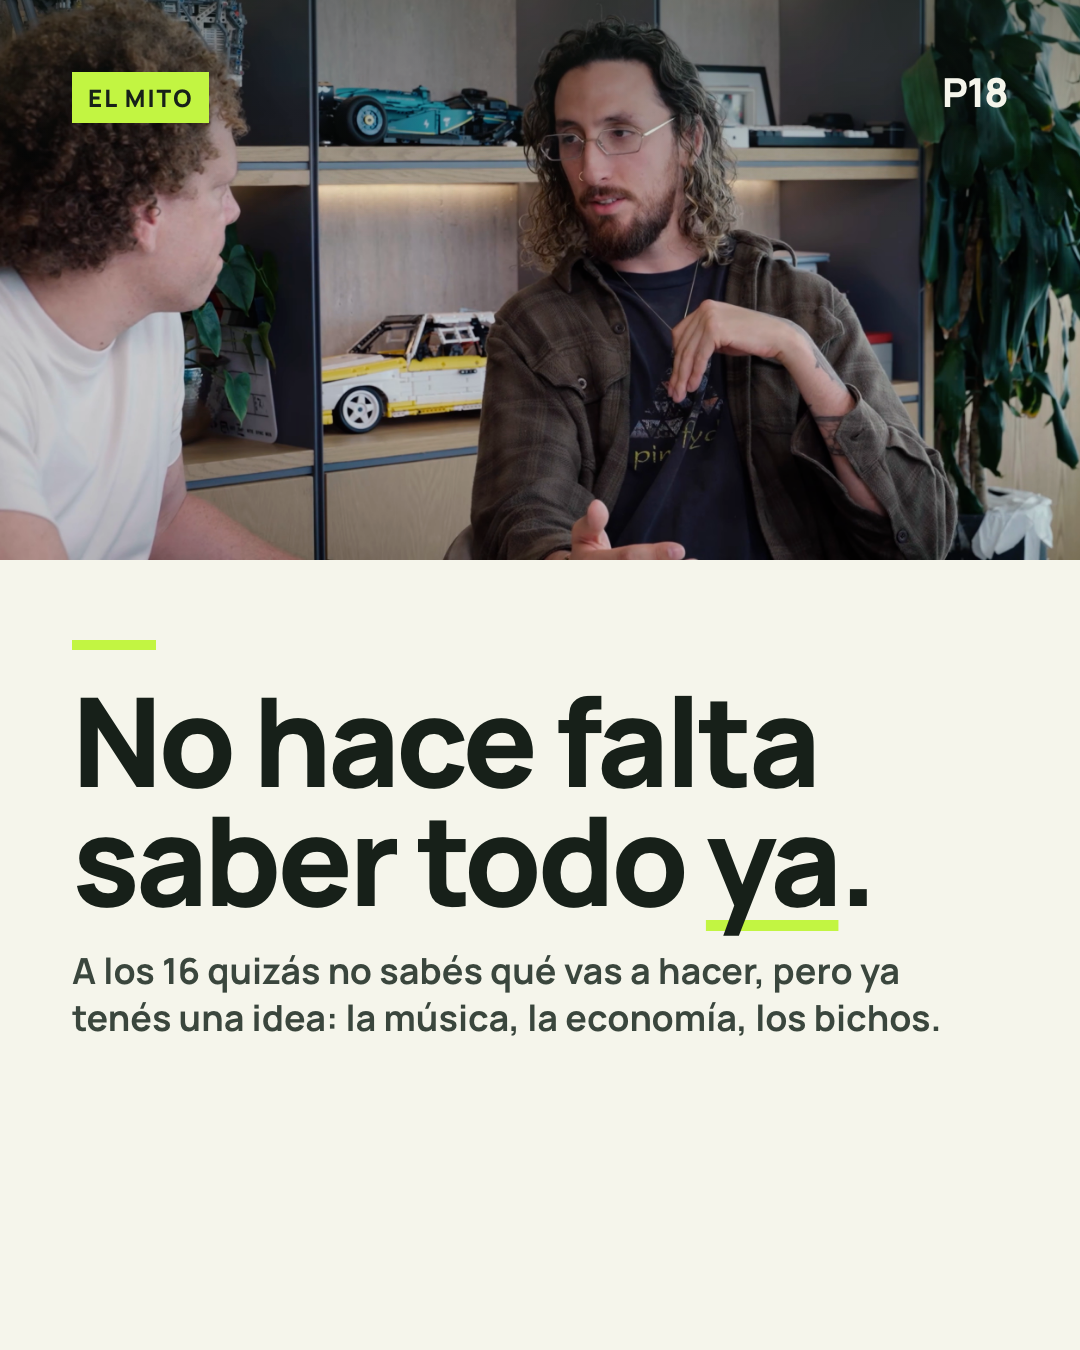 EL MITO
P18
No hace falta
saber todo ya.
A los 16 quizás no sabés qué vas a hacer, pero ya
tenés una idea: la música, la economía, los bichos.